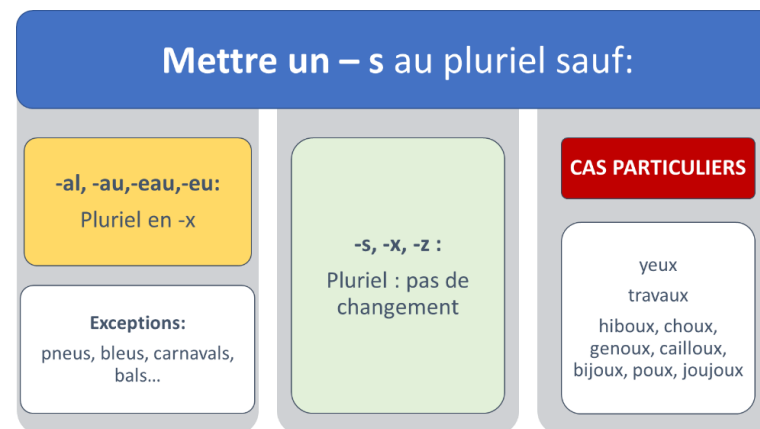 Mettre un – s au pluriel sauf:
-al, -au,-eau,-eu:
Pluriel en -x
Exceptions:
pneus, bleus, carnavals,
bals...
-s, -x, -z :
Pluriel : pas de
changement
CAS PARTICULIERS
yeux
travaux
hiboux, choux,
genoux, cailloux,
bijoux, poux, joujoux